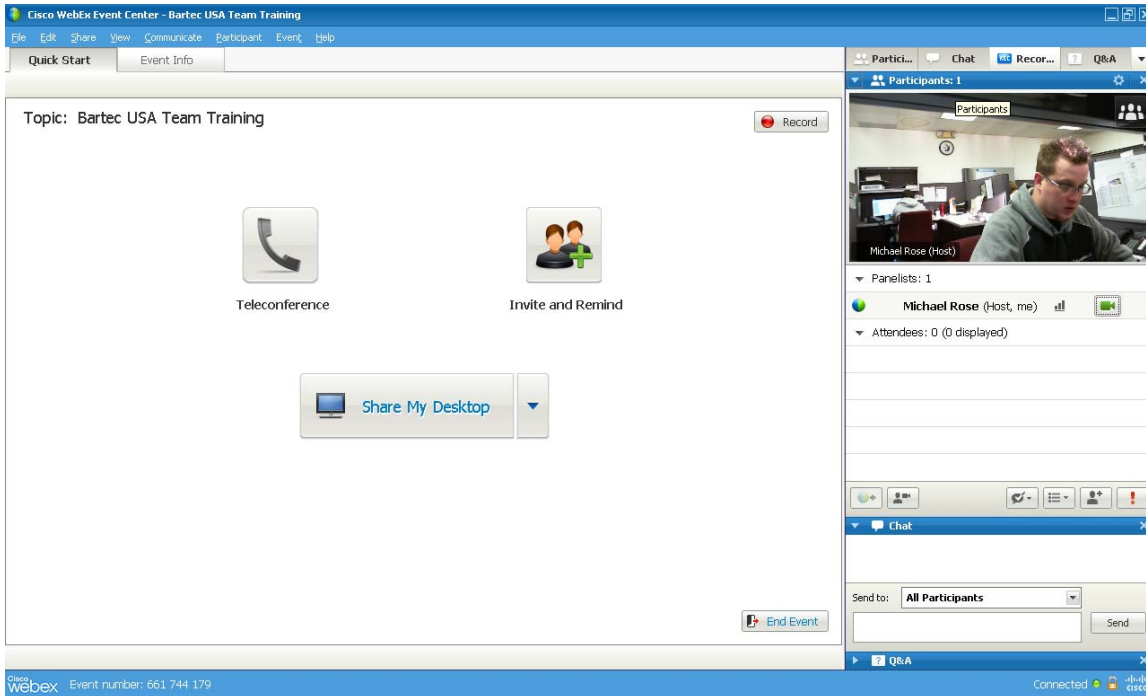 Cisco WebEx Event Center - Bartec USA Team Training
File Edit Share View Communicate Participant Event Help
Quick Start Event Info
Partici... Chat REC Recor... ? Q&A
Participants: 1
Topic: Bartec USA Team Training
Record
Participants
Michael Rose (Host)
Teleconference
Invite and Remind
Panelists: 1
Michael Rose (Host, me)
Attendees: 0 (0 displayed)
Share My Desktop
Chat
Send to: All Participants
Send
End Event
? Q&A
Cisco webex Event number: 661 744 179
Connected cisco